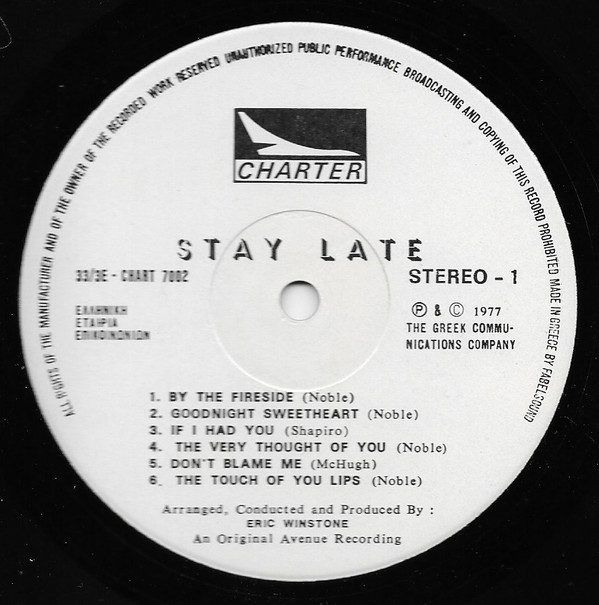 ALL RIGHTS OF THE MANUFACTURER AND OF THE OWNER OF THE RECORDED WORK RESERVED UNAUTHORIZED PUBLIC PERFORMANCE BROADCASTING AND COPYING OF THIS RECORD PROHIBITED MADE IN GREECE BY FABELSOUND
CHARTER
STAY LATE
33/3E - CHART 7002
STEREO - 1
ΕΛΛΗΝΙΚΗ
ΕΤΑΙΡΙΑ
ΕΠΙΚΟΙΝΩΝΙΩΝ
Ⓟ & Ⓒ 1977
THE GREEK COMMU-
NICATIONS COMPANY
1. BY THE FIRESIDE (Noble)
2. GOODNIGHT SWEETHEART (Noble)
3. IF I HAD YOU (Shapiro)
4. THE VERY THOUGHT OF YOU (Noble)
5. DON'T BLAME ME (McHugh)
6. THE TOUCH OF YOU LIPS (Noble)
Arranged, Conducted and Produced By :
ERIC WINSTONE
An Original Avenue Recording